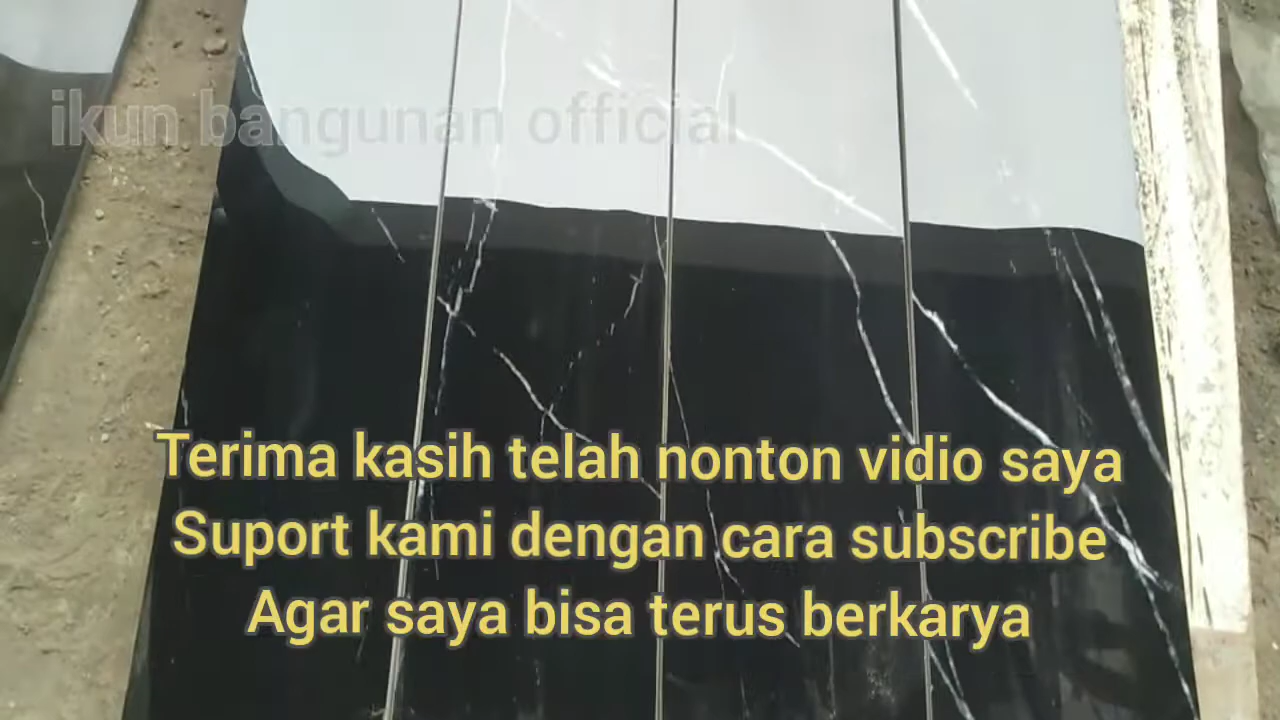 ikun bangunan official
Terima kasih telah nonton vidio saya
Suport kami dengan cara subscribe
Agar saya bisa terus berkarya